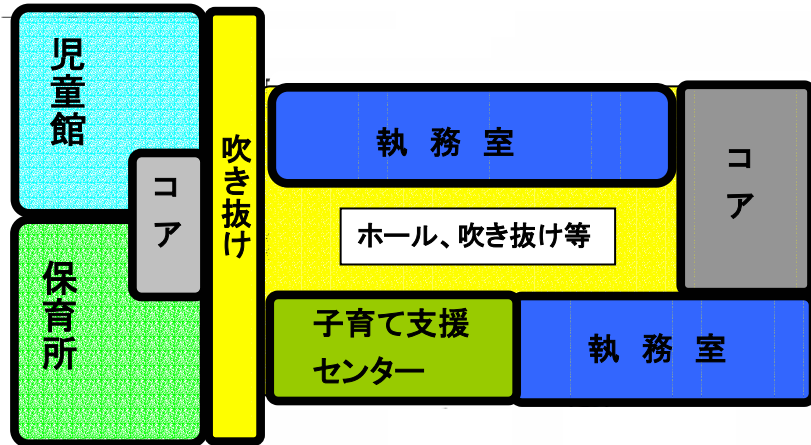 児童館
コア
保育所
吹き抜け
執務室
ホール、吹き抜け等
コア
子育て支援
センター
執務室